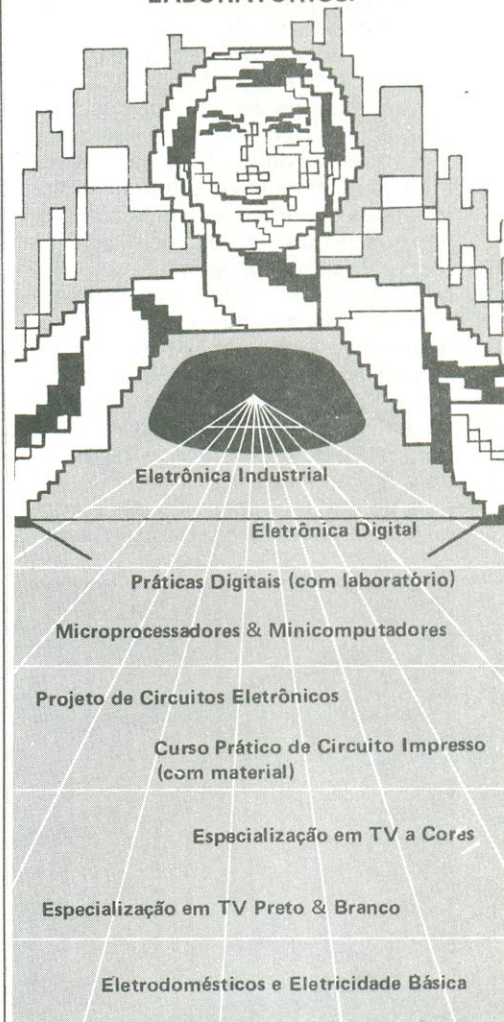 Eletrônica Industrial
Eletrônica Digital
Práticas Digitais (com laboratório)
Microprocessadores & Minicomputadores
Projeto de Circuitos Eletrônicos
Curso Prático de Circuito Impresso
(com material)
Especialização em TV a Cores
Especialização em TV Preto & Branco
Eletrodomésticos e Eletricidade Básica